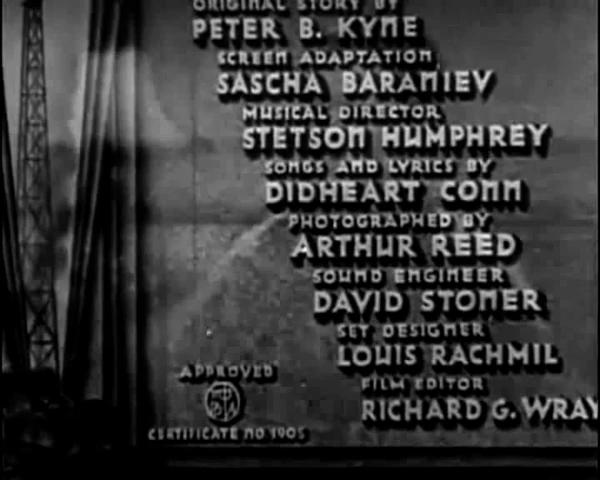 ORIGINAL STORY BY
PETER B. KYNE
SCREEN ADAPTATION
SASCHA BARANIEV
MUSICAL DIRECTOR
STETSON HUMPHREY
SONGS AND LYRICS BY
DIDHEART CONN
PHOTOGRAPHED BY
ARTHUR REED
SOUND ENGINEER
DAVID STONER
SET DESIGNER
LOUIS RACHMIL
FILM EDITOR
RICHARD G. WRAY
APPROVED
CERTIFICATE NO 1905